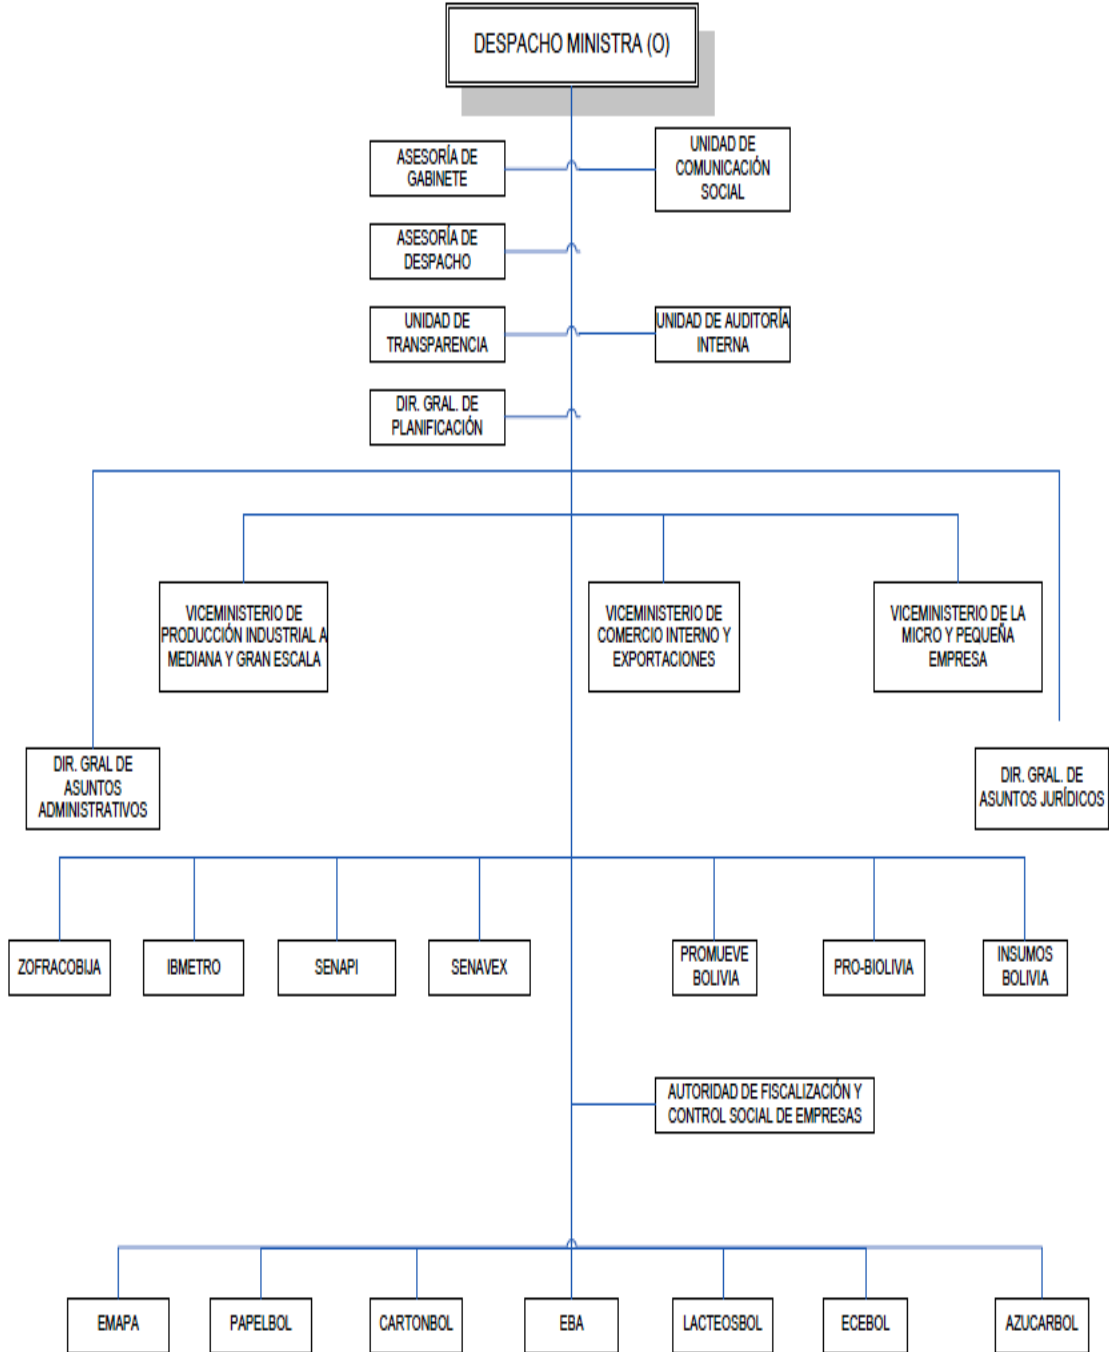 DESPACHO MINISTRA (O)
ASESORÍA DE
GABINETE
UNIDAD DE
COMUNICACIÓN
SOCIAL
ASESORÍA DE
DESPACHO
UNIDAD DE
TRANSPARENCIA
UNIDAD DE AUDITORÍA
INTERNA
DIR. GRAL. DE
PLANIFICACIÓN
VICEMINISTERIO DE
PRODUCCIÓN INDUSTRIAL A
MEDIANA Y GRAN ESCALA
VICEMINISTERIO DE
COMERCIO INTERNO Y
EXPORTACIONES
VICEMINISTERIO DE LA
MICRO Y PEQUEÑA
EMPRESA
DIR. GRAL DE
ASUNTOS
ADMINISTRATIVOS
DIR. GRAL. DE
ASUNTOS JURÍDICOS
ZOFRACOBIJA
IBMETRO
SENAPI
SENAVEX
PROMUEVE
BOLIVIA
PRO-BIOLIVIA
INSUMOS
BOLIVIA
AUTORIDAD DE FISCALIZACIÓN Y
CONTROL SOCIAL DE EMPRESAS
EMAPA
PAPELBOL
CARTONBOL
EBA
LACTEOSBOL
ECEBOL
AZUCARBOL